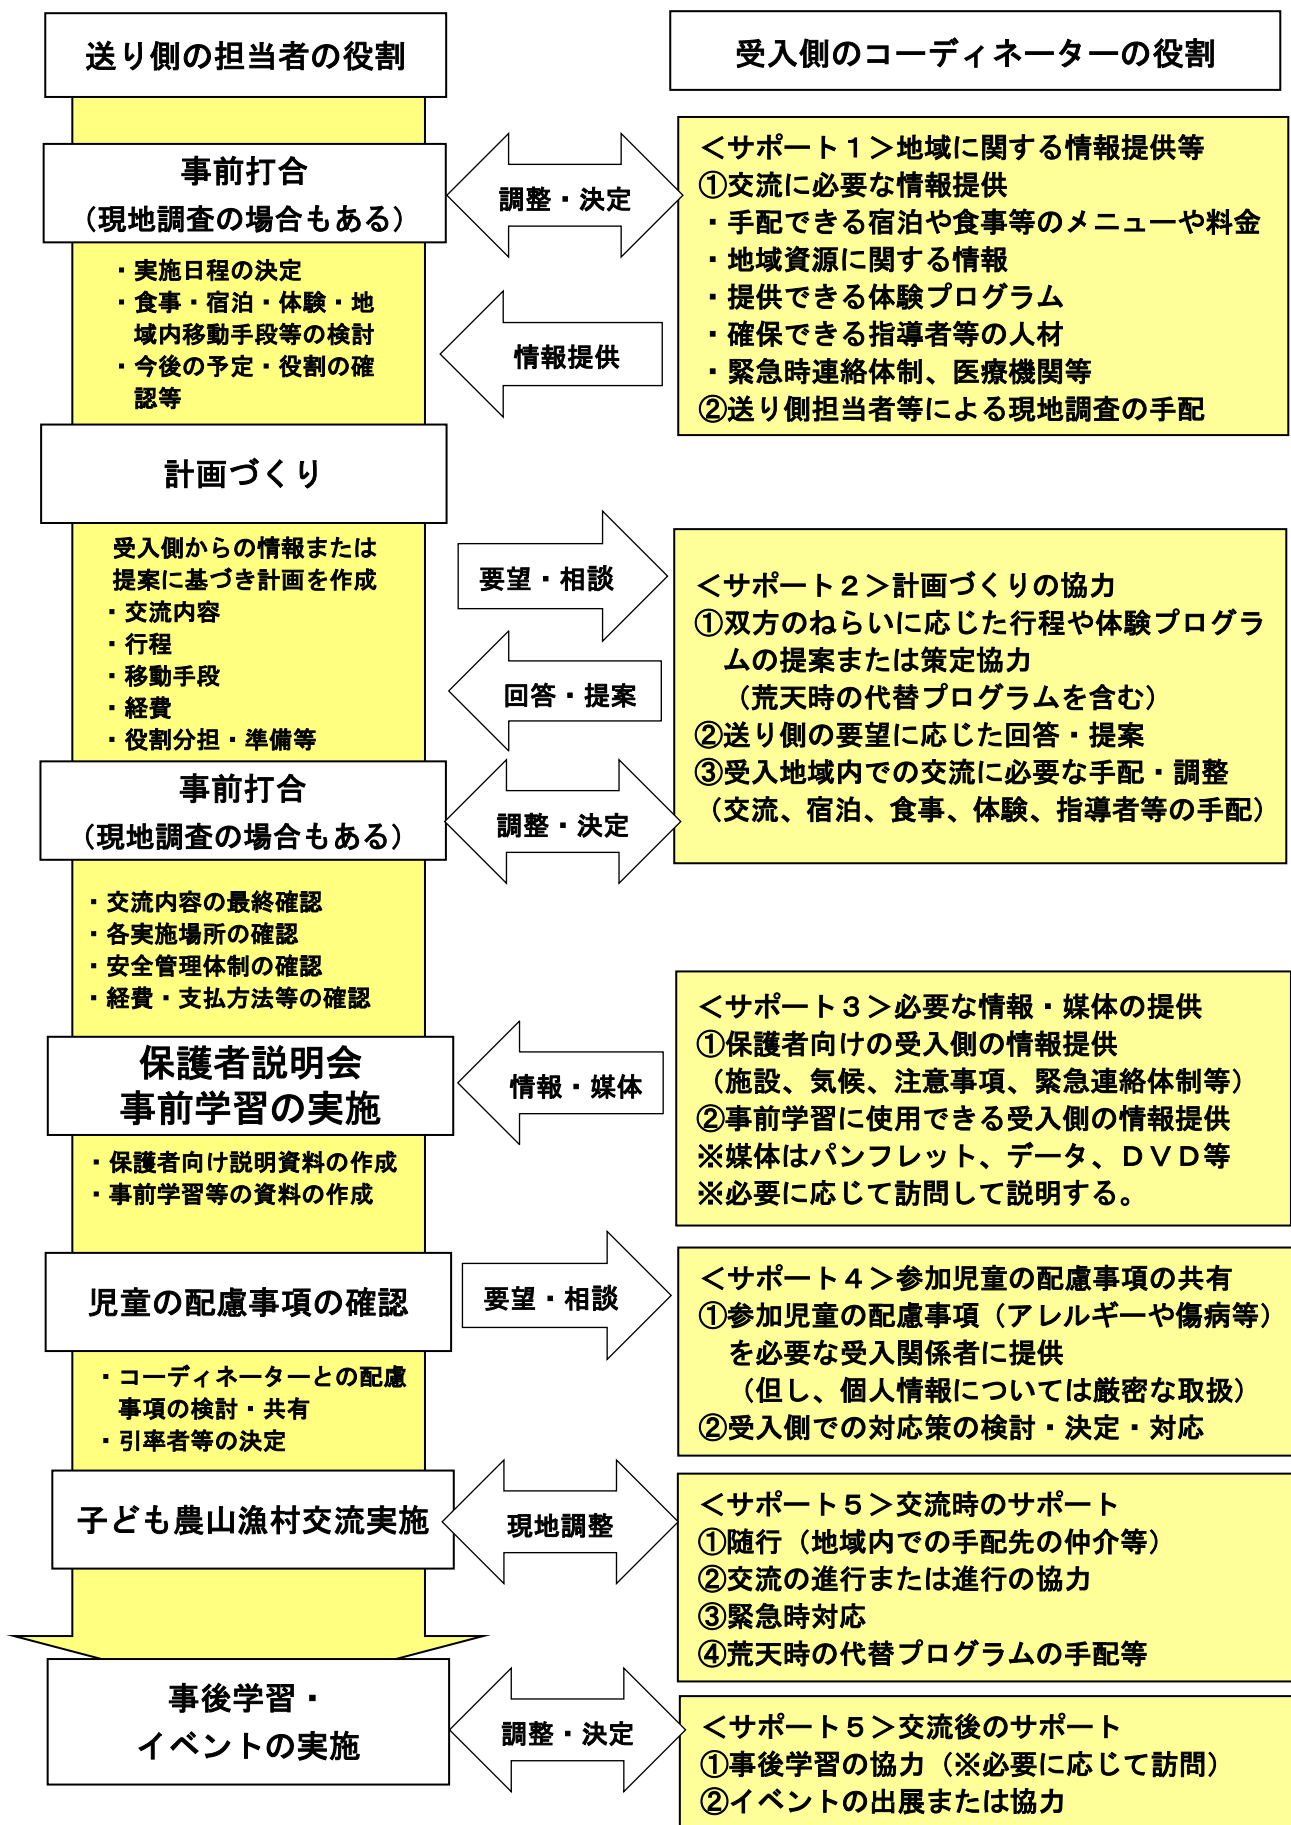 送り側の担当者の役割
受入側のコーディネーターの役割
事前打合
（現地調査の場合もある）
調整・決定
＜サポート１＞地域に関する情報提供等
①交流に必要な情報提供
・手配できる宿泊や食事等のメニューや料金
・地域資源に関する情報
・提供できる体験プログラム
・確保できる指導者等の人材
・緊急時連絡体制、医療機関等
②送り側担当者等による現地調査の手配
・実施日程の決定
・食事・宿泊・体験・地
域内移動手段等の検討
・今後の予定・役割の確
認等
情報提供
計画づくり
受入側からの情報または
提案に基づき計画を作成
・交流内容
・行程
・移動手段
・経費
・役割分担・準備等
要望・相談
回答・提案
＜サポート２＞計画づくりの協力
①双方のねらいに応じた行程や体験プログラ
ムの提案または策定協力
（荒天時の代替プログラムを含む）
②送り側の要望に応じた回答・提案
③受入地域内での交流に必要な手配・調整
（交流、宿泊、食事、体験、指導者等の手配）
事前打合
（現地調査の場合もある）
調整・決定
・交流内容の最終確認
・各実施場所の確認
・安全管理体制の確認
・経費・支払方法等の確認
保護者説明会
事前学習の実施
情報・媒体
＜サポート３＞必要な情報・媒体の提供
①保護者向けの受入側の情報提供
（施設、気候、注意事項、緊急連絡体制等）
②事前学習に使用できる受入側の情報提供
※媒体はパンフレット、データ、ＤＶＤ等
※必要に応じて訪問して説明する。
・保護者向け説明資料の作成
・事前学習等の資料の作成
児童の配慮事項の確認
要望・相談
＜サポート４＞参加児童の配慮事項の共有
①参加児童の配慮事項（アレルギーや傷病等）
を必要な受入関係者に提供
（但し、個人情報については厳密な取扱）
②受入側での対応策の検討・決定・対応
・コーディネーターとの配慮
事項の検討・共有
・引率者等の決定
子ども農山漁村交流実施
現地調整
＜サポート５＞交流時のサポート
①随行（地域内での手配先の仲介等）
②交流の進行または進行の協力
③緊急時対応
④荒天時の代替プログラムの手配等
事後学習・
イベントの実施
調整・決定
＜サポート５＞交流後のサポート
①事後学習の協力（※必要に応じて訪問）
②イベントの出展または協力